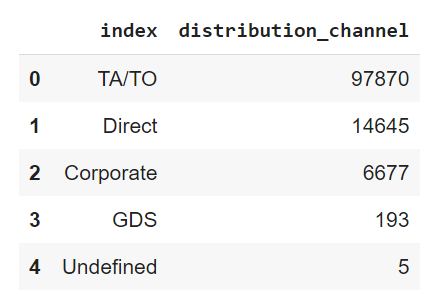 index distribution_channel
0 TA/TO 97870
1 Direct 14645
2 Corporate 6677
3 GDS 193
4 Undefined 5